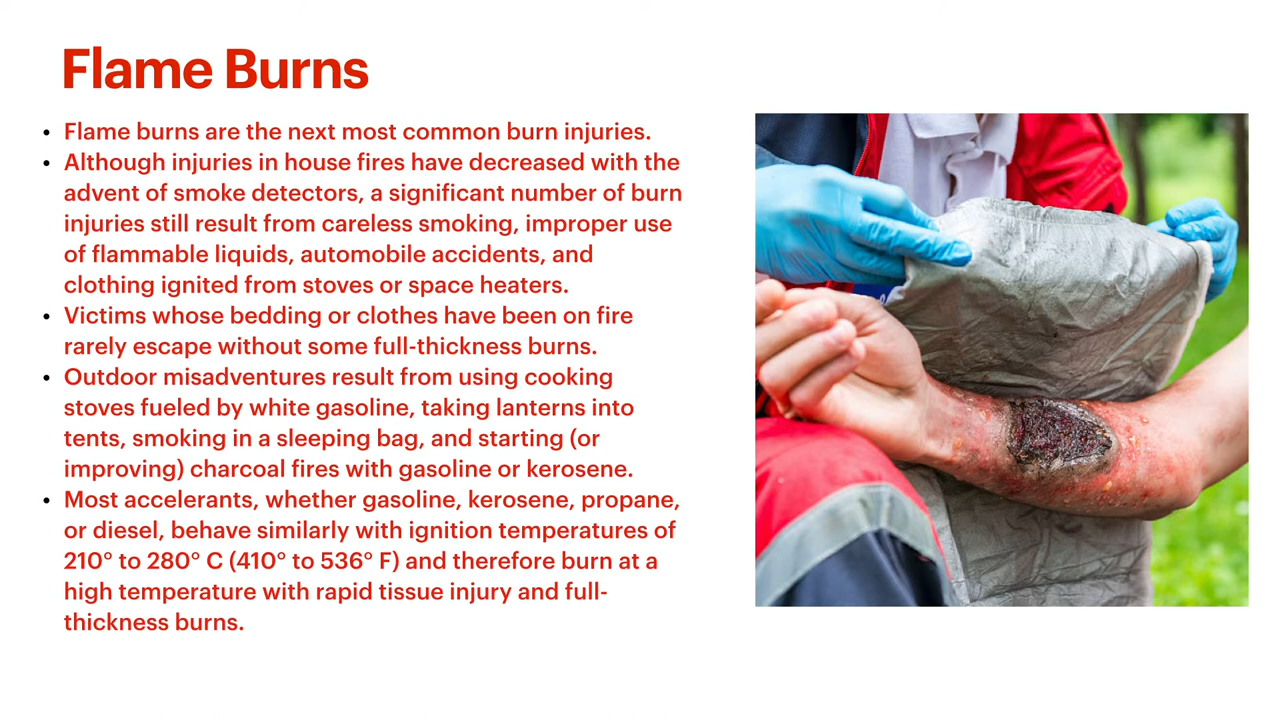 Flame Burns
• Flame burns are the next most common burn injuries.
• Although injuries in house fires have decreased with the
advent of smoke detectors, a significant number of burn
injuries still result from careless smoking, improper use
of flammable liquids, automobile accidents, and
clothing ignited from stoves or space heaters.
• Victims whose bedding or clothes have been on fire
rarely escape without some full-thickness burns.
• Outdoor misadventures result from using cooking
stoves fueled by white gasoline, taking lanterns into
tents, smoking in a sleeping bag, and starting (or
improving) charcoal fires with gasoline or kerosene.
• Most accelerants, whether gasoline, kerosene, propane,
or diesel, behave similarly with ignition temperatures of
210° to 280° C (410° to 536° F) and therefore burn at a
high temperature with rapid tissue injury and full-
thickness burns.